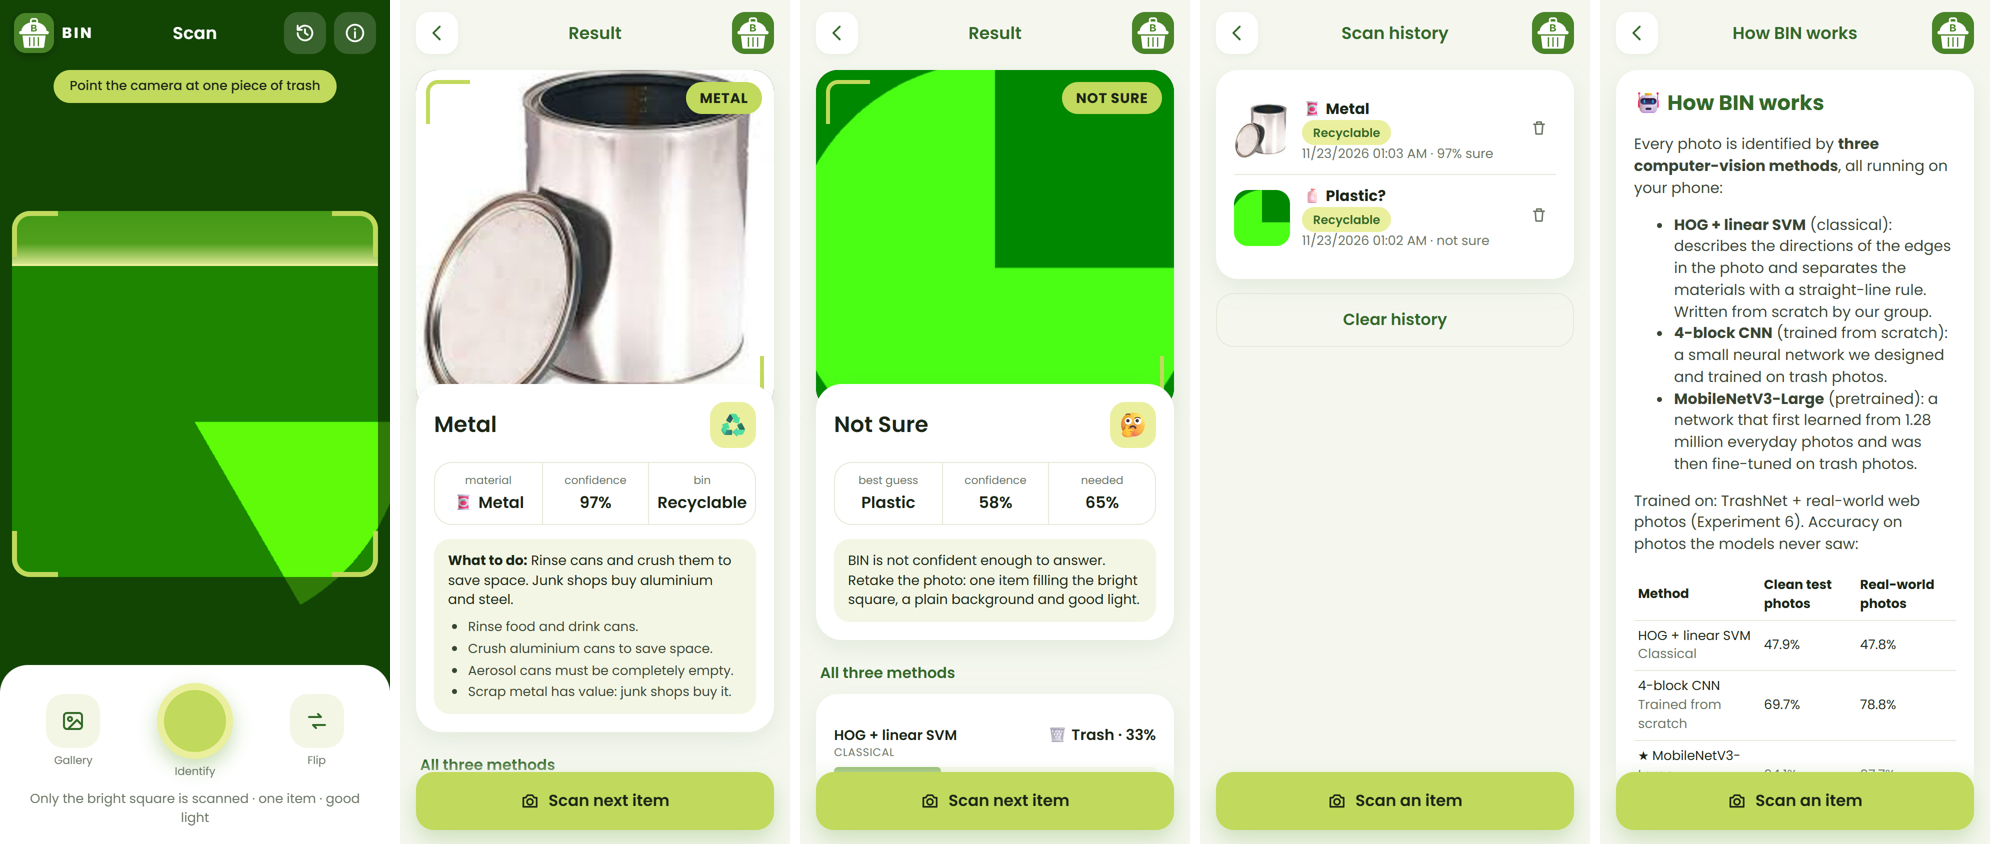 B
BIN
Scan
Point the camera at one piece of trash
Gallery
Identify
Flip
Only the bright square is scanned · one item · good
light
Result
B
METAL
Metal
material
Metal
confidence
97%
bin
Recyclable
What to do: Rinse cans and crush them to
save space. Junk shops buy aluminium
and steel.
• Rinse food and drink cans.
• Crush aluminium cans to save space.
• Aerosol cans must be completely empty.
• Scrap metal has value: junk shops buy it.
All three methods
Scan next item
Result
B
NOT SURE
Not Sure
best guess
Plastic
confidence
58%
needed
65%
BIN is not confident enough to answer.
Retake the photo: one item filling the bright
square, a plain background and good light.
All three methods
HOG + linear SVM
Trash · 33%
CLASSICAL
Scan next item
Scan history
B
Metal
Recyclable
11/23/2026 01:03 AM · 97% sure
Plastic?
Recyclable
11/23/2026 01:02 AM · not sure
Clear history
Scan an item
How BIN works
B
How BIN works
Every photo is identified by three
computer-vision methods, all running on
your phone:
• HOG + linear SVM (classical):
describes the directions of the edges
in the photo and separates the
materials with a straight-line rule.
Written from scratch by our group.
• 4-block CNN (trained from scratch):
a small neural network we designed
and trained on trash photos.
• MobileNetV3-Large (pretrained): a
network that first learned from 1.28
million everyday photos and was
then fine-tuned on trash photos.
Trained on: TrashNet + real-world web
photos (Experiment 6). Accuracy on
photos the models never saw:
Method
Clean test
photos
Real-world
photos
HOG + linear SVM
Classical
47.9%
47.8%
4-block CNN
Trained from
scratch
69.7%
78.8%
★ MobileNetV3-
Scan an item